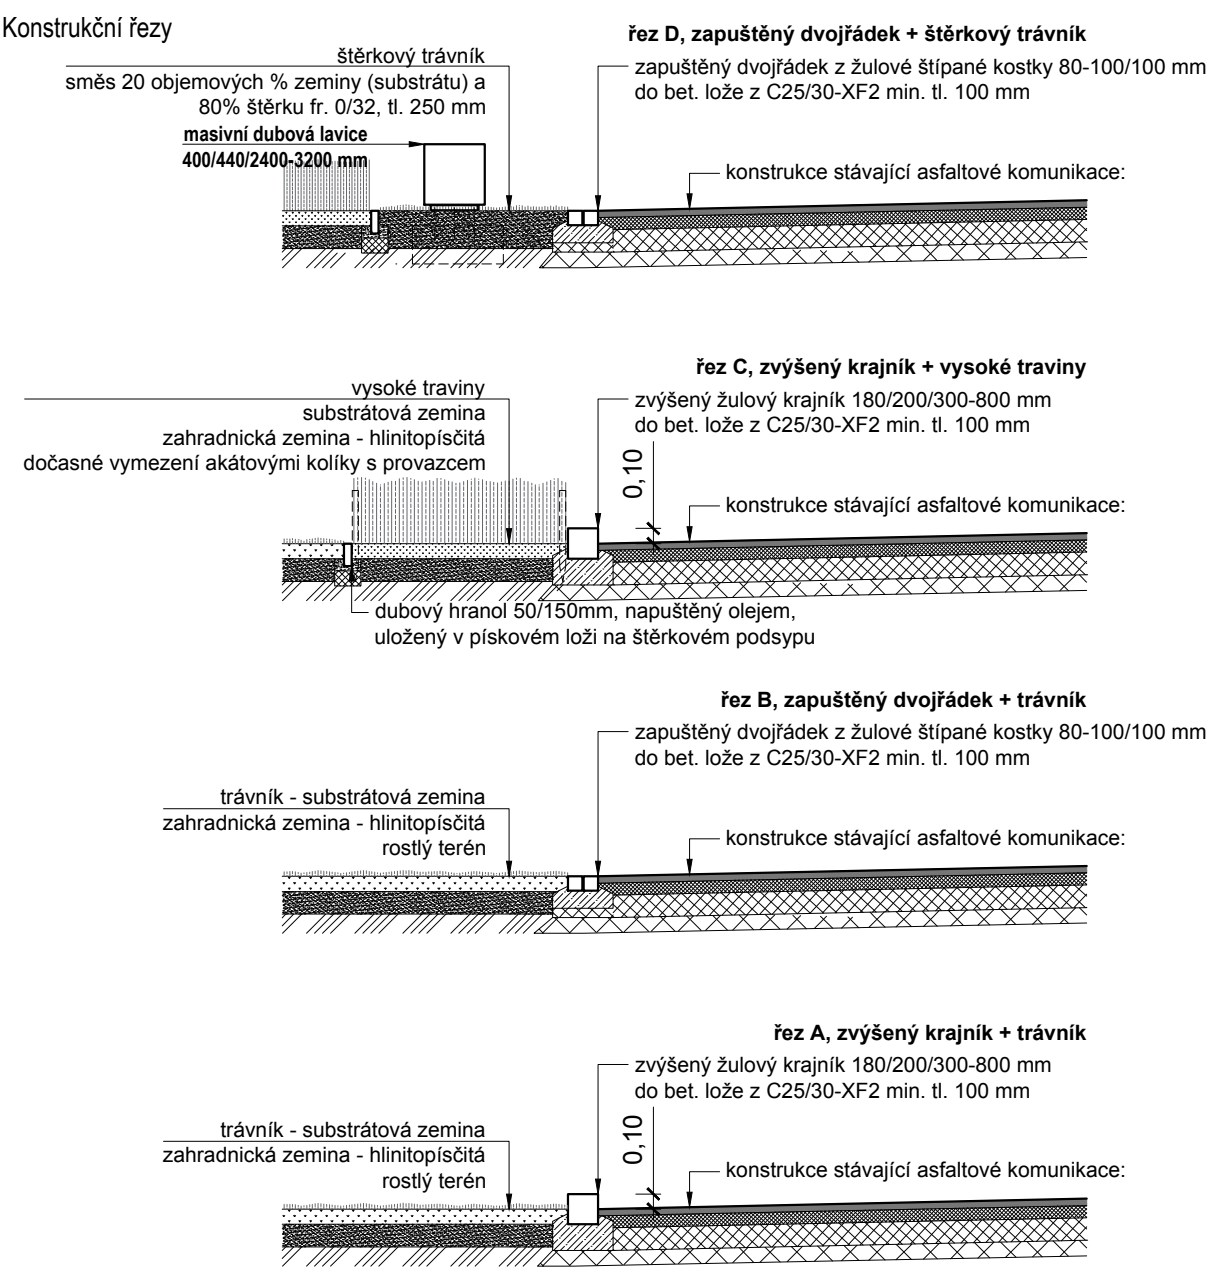 Konstrukční řezy
řez D, zapuštěný dvojřádek + štěrkový trávník
štěrkový trávník
směs 20 objemových % zeminy (substrátu) a
80% štěrku fr. 0/32, tl. 250 mm
masivní dubová lavice
400/440/2400-3200 mm
zapuštěný dvojřádek z žulové štípané kostky 80-100/100 mm
do bet. lože z C25/30-XF2 min. tl. 100 mm
konstrukce stávající asfaltové komunikace:
řez C, zvýšený krajník + vysoké traviny
vysoké traviny
substrátová zemina
zahradnická zemina - hlinitopísčitá
dočasné vymezení akátovými kolíky s provazcem
zvýšený žulový krajník 180/200/300-800 mm
do bet. lože z C25/30-XF2 min. tl. 100 mm
0,10
konstrukce stávající asfaltové komunikace:
dubový hranol 50/150mm, napuštěný olejem,
uložený v pískovém loži na štěrkovém podsypu
řez B, zapuštěný dvojřádek + trávník
zapuštěný dvojřádek z žulové štípané kostky 80-100/100 mm
do bet. lože z C25/30-XF2 min. tl. 100 mm
trávník - substrátová zemina
zahradnická zemina - hlinitopísčitá
rostlý terén
konstrukce stávající asfaltové komunikace:
řez A, zvýšený krajník + trávník
zvýšený žulový krajník 180/200/300-800 mm
do bet. lože z C25/30-XF2 min. tl. 100 mm
0,10
trávník - substrátová zemina
zahradnická zemina - hlinitopísčitá
rostlý terén
konstrukce stávající asfaltové komunikace: